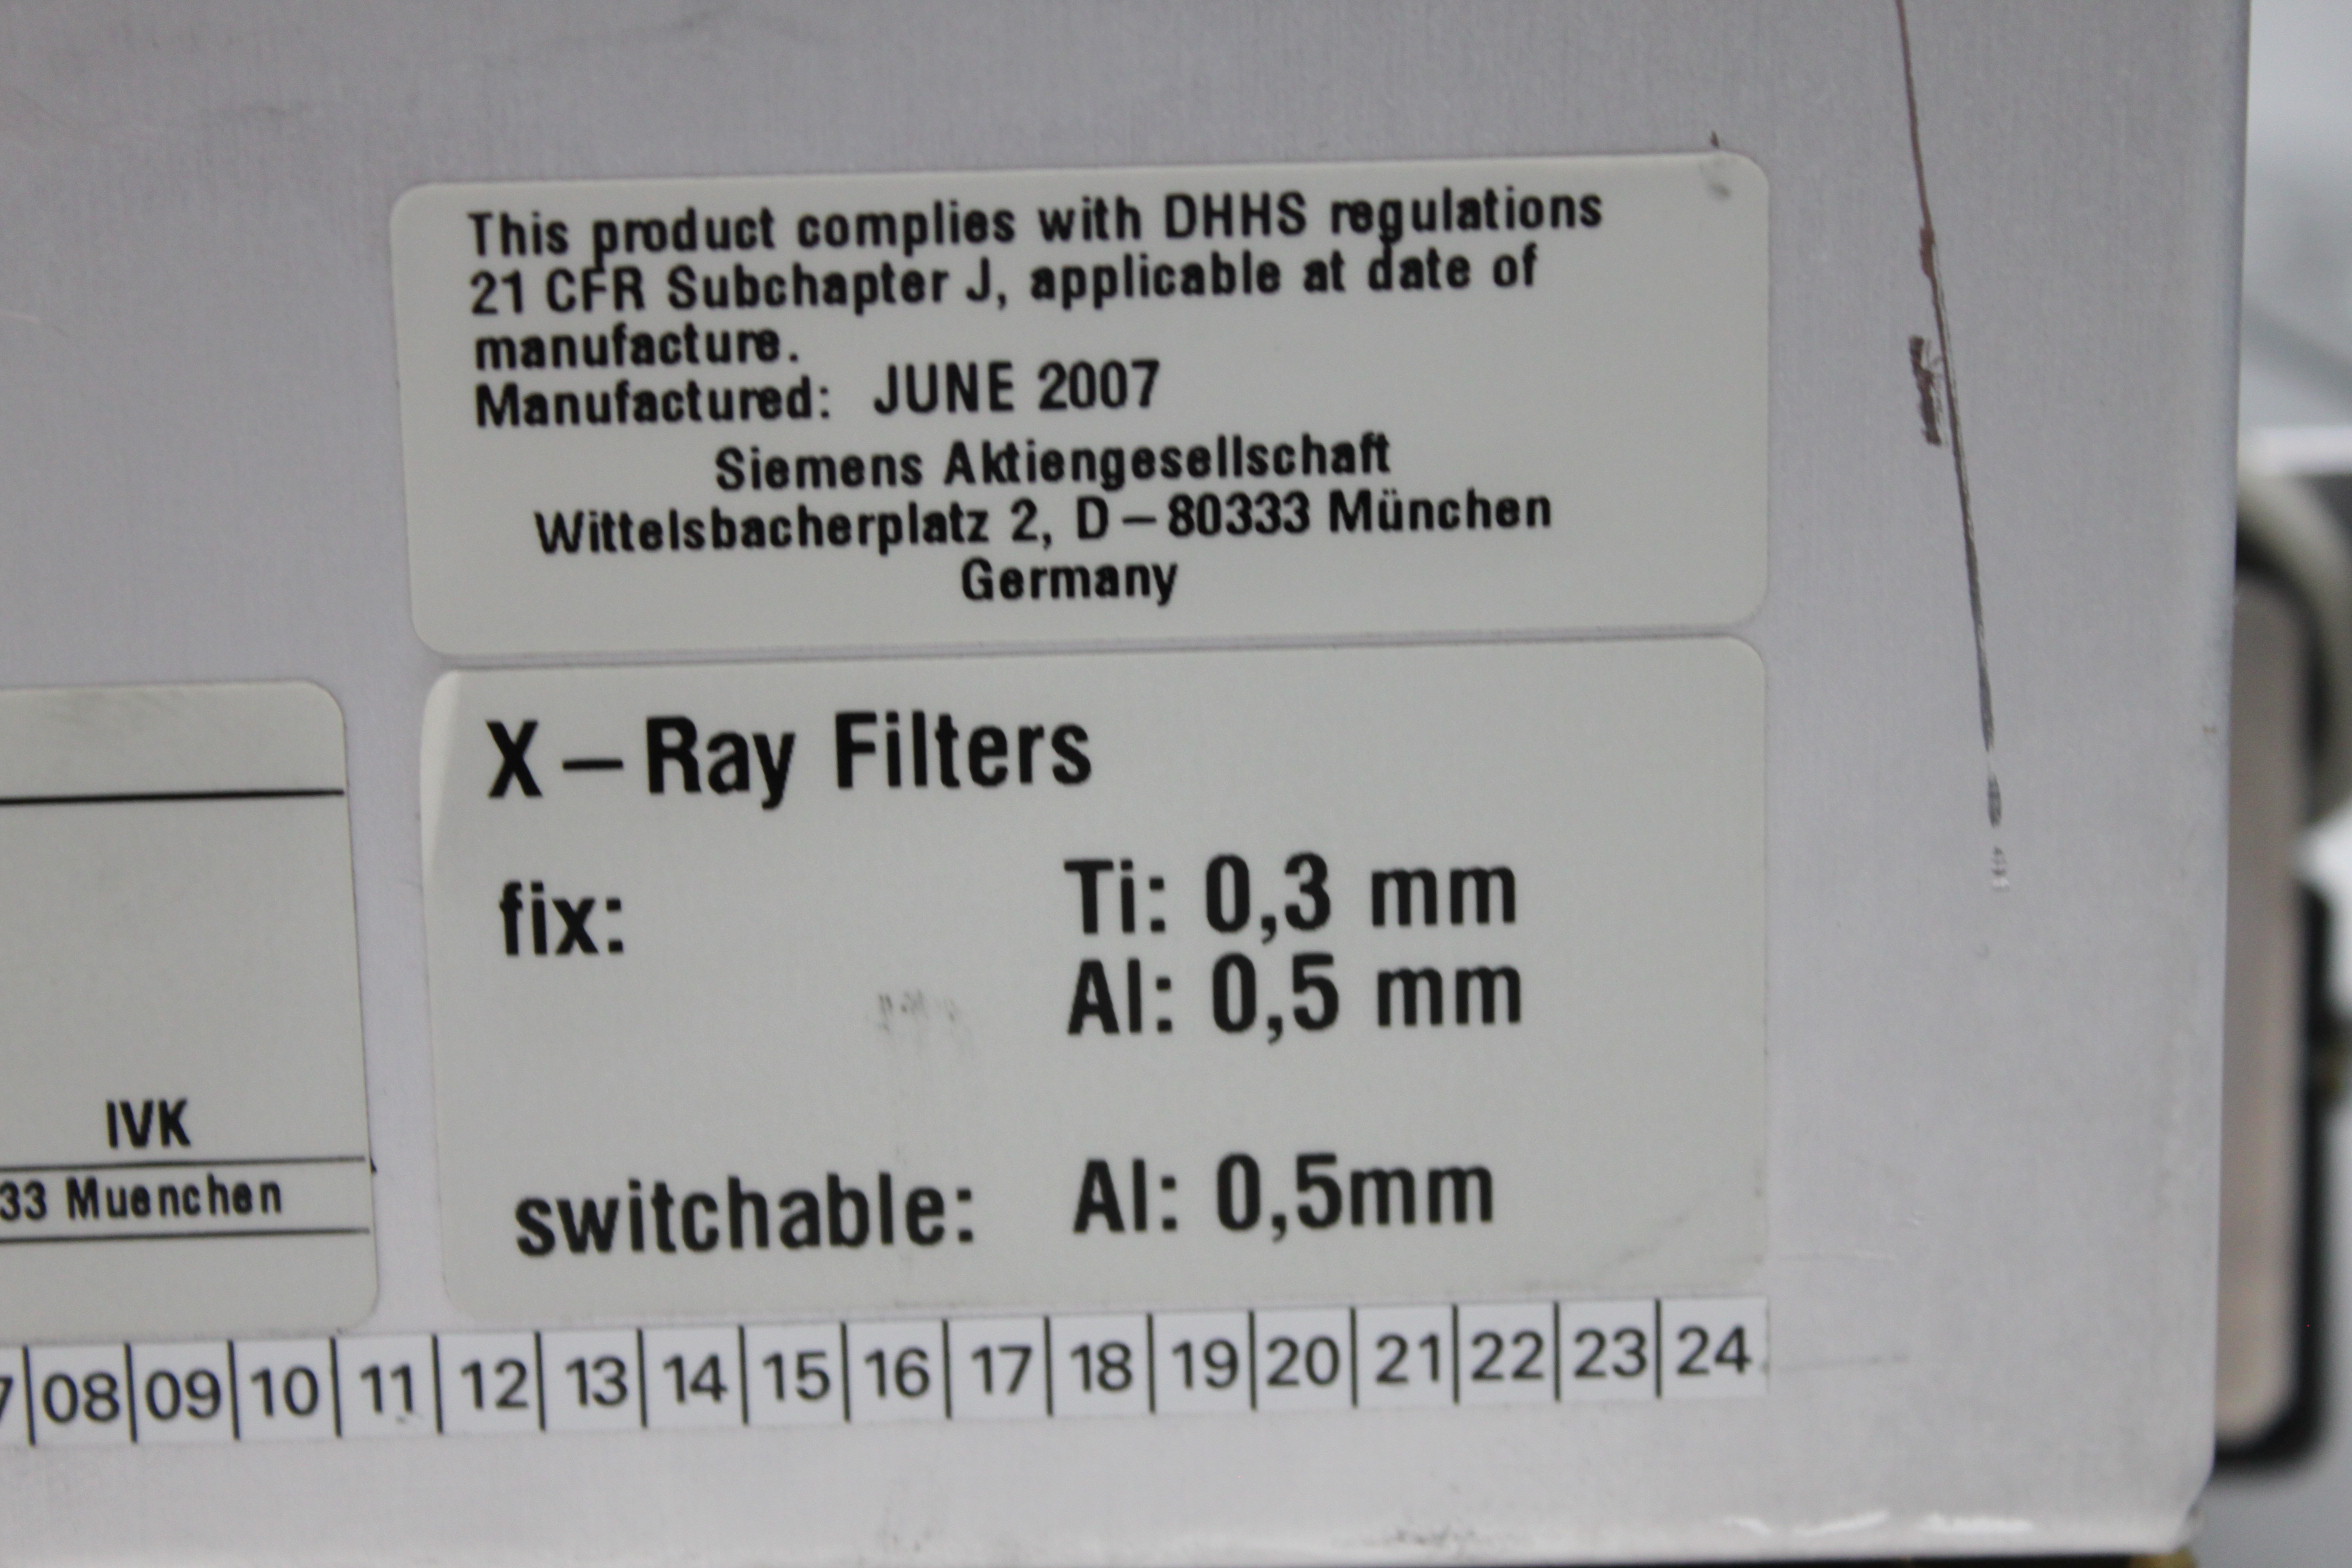 This product complies with DHHS regulations
21 CFR Subchapter J, applicable at date of
manufacture.
Manufactured: JUNE 2007
Siemens Aktiengesellschaft
Wittelsbacherplatz 2, D – 80333 München
Germany
X – Ray Filters
fix: Ti: 0,3 mm
Al: 0,5 mm
switchable: Al: 0,5mm
IVK
33 Muenchen
08 09 10 11 12 13 14 15 16 17 18 19 20 21 22 23 24